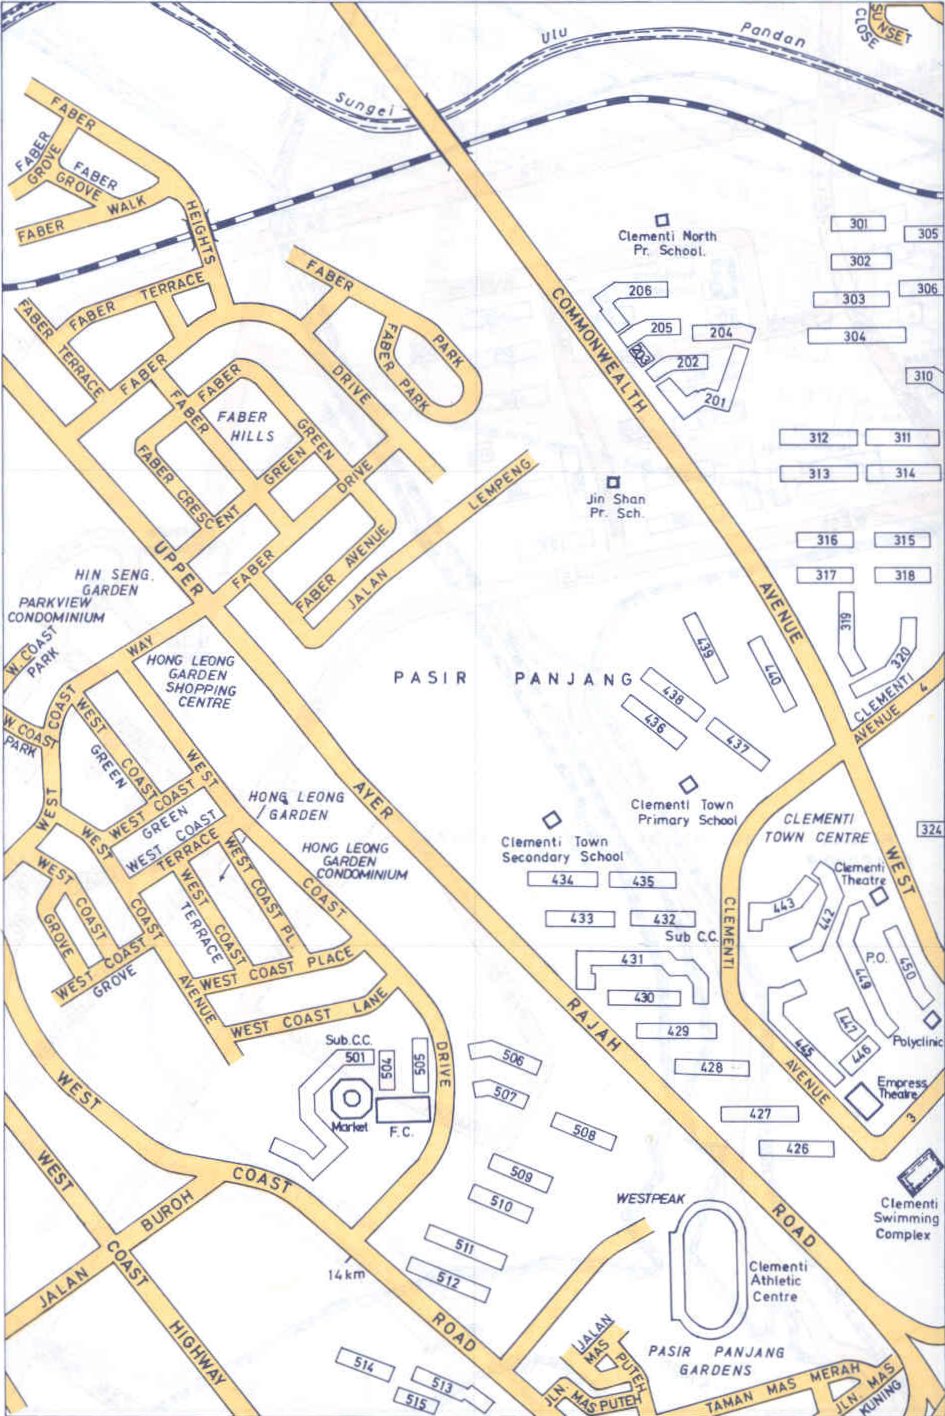 SUNSET
CLOSE
Ulu
Pandan
Sungei
FABER
HEIGHTS
FABER
GROVE
FABER
GROVE
FABER
WALK
Clementi North
Pr. School.
301
305
302
306
303
304
310
206
205
204
203
202
201
FABER TERRACE
FABER
TERRACE
FABER
DRIVE
FABER
PARK
FABER PARK
COMMONWEALTH
AVENUE
WEST
FABER
HILLS
FABER
GREEN
FABER
GREEN
FABER CRESCENT
FABER
DRIVE
FABER AVENUE
JALAN
LEMPENG
312
311
313
314
Jin Shan
Pr. Sch.
316
315
317
318
319
320
CLEMENTI
AVENUE 4
UPPER
AYER
RAJAH
ROAD
HIN SENG.
GARDEN
PARKVIEW
CONDOMINIUM
W. COAST
PARK
WEST
COAST
WAY
HONG LEONG
GARDEN
SHOPPING
CENTRE
PASIR PANJANG
439
440
438
436
437
W. COAST
PARK
WEST
COAST
GREEN
WEST COAST
GREEN
WEST
COAST
DRIVE
HONG LEONG
GARDEN
HONG LEONG
GARDEN
CONDOMINIUM
WEST COAST
TERRACE
WEST COAST
TERRACE
WEST COAST PL.
WEST COAST PLACE
WEST COAST LANE
WEST
COAST
AVENUE
WEST
COAST
GROVE
WEST COAST
GROVE
Clementi Town
Primary School
Clementi Town
Secondary School
CLEMENTI
TOWN CENTRE
324
Clementi
Theatre
434
435
433
432
Sub C.C.
431
430
429
428
427
426
CLEMENTI
AVENUE
3
443
442
P.O.
449
450
447
446
445
Polyclinic
Empress
Theatre
Clementi
Swimming
Complex
Sub.C.C.
501
504
505
Market
F.C.
506
507
508
509
510
511
512
WEST
COAST
ROAD
14km
WEST
COAST
HIGHWAY
JALAN
BUROH
WESTPEAK
Clementi
Athletic
Centre
PASIR PANJANG
GARDENS
JALAN
MAS PUTEH
JLN.
MAS PUTEH
TAMAN MAS MERAH
JLN. MAS
KUNING
514
513
515